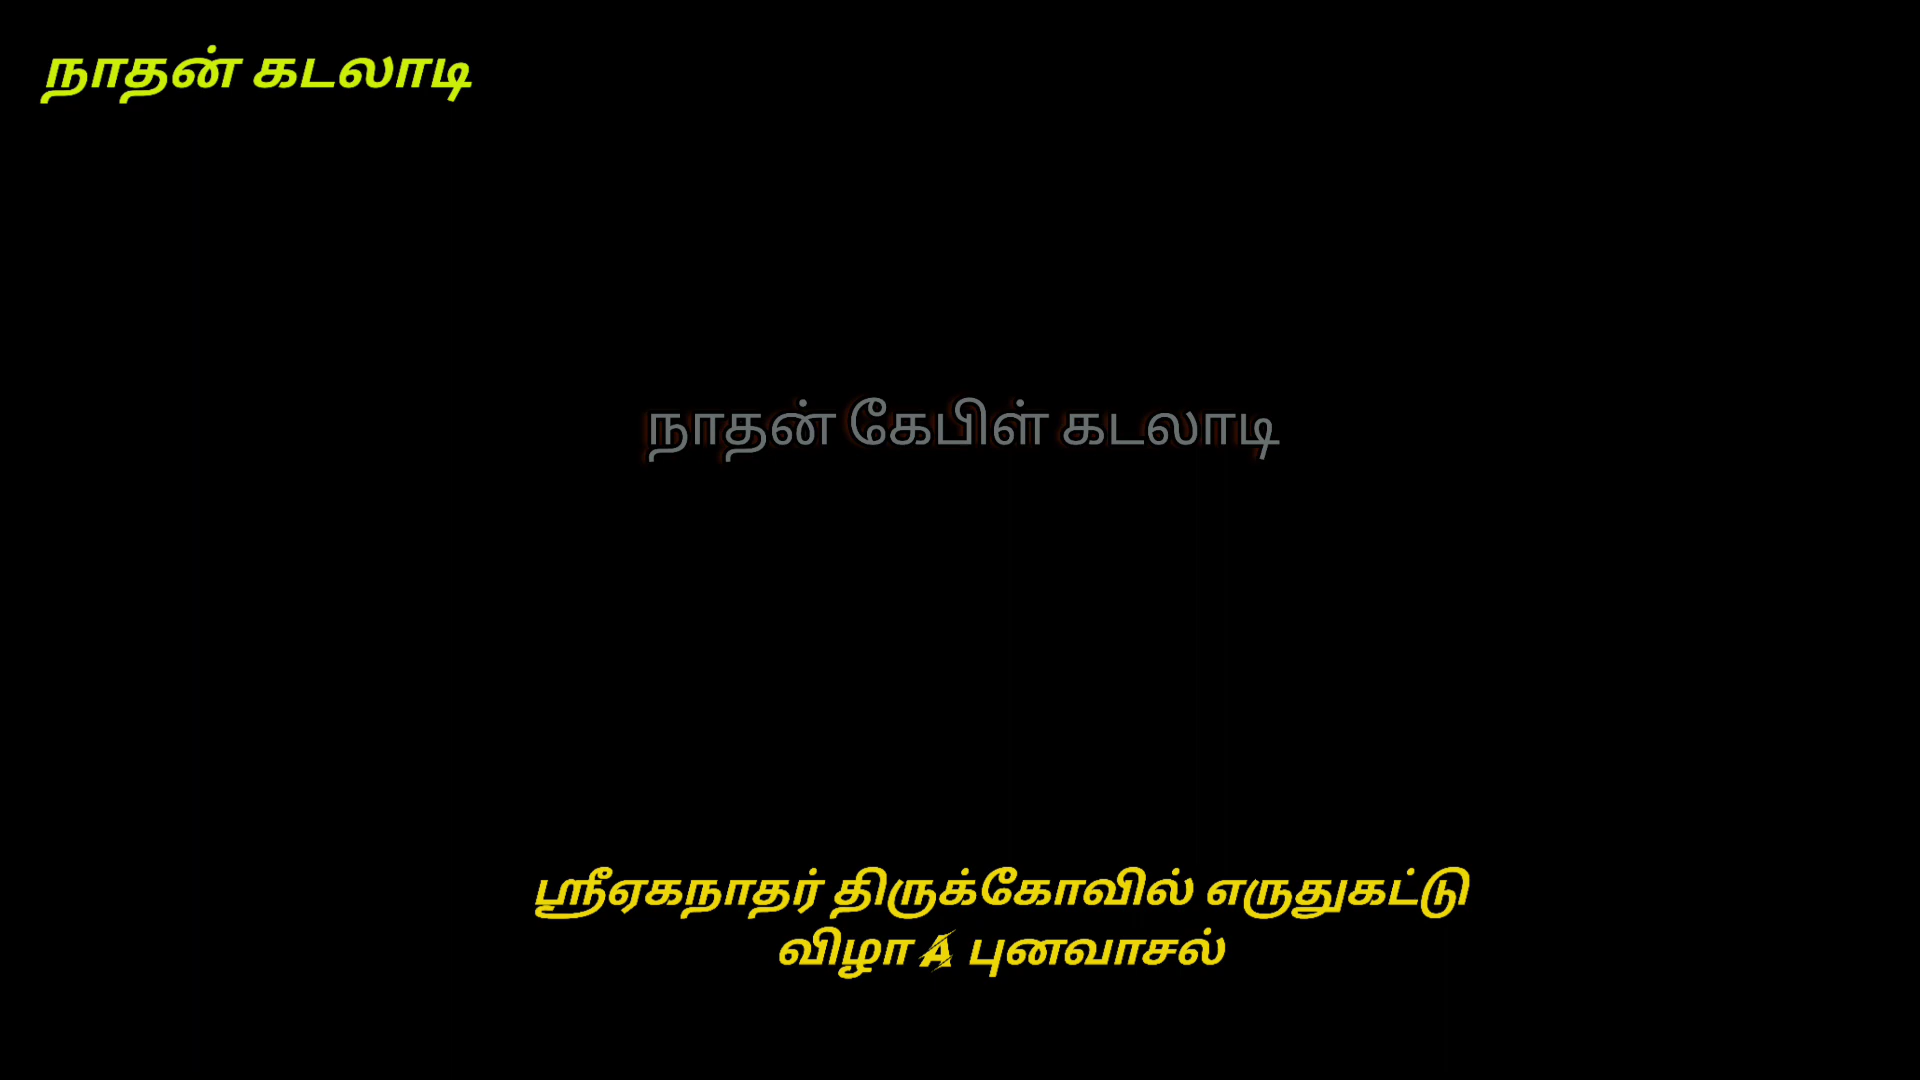 நாதன் கடலாடி
நாதன் கேபிள் கடலாடி
ஸ்ரீஏகநாதர் திருக்கோவில் எருதுகட்டு
விழா A புனவாசல்